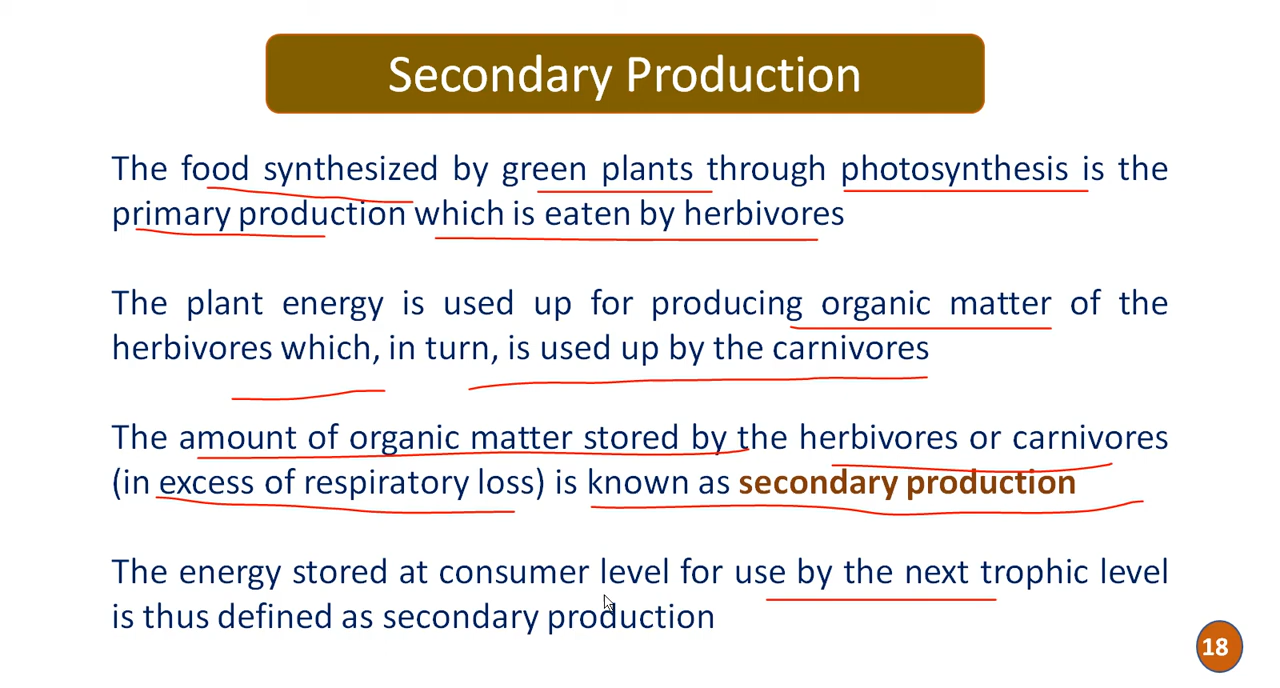 Secondary Production
The food synthesized by green plants through photosynthesis is the
primary production which is eaten by herbivores
The plant energy is used up for producing organic matter of the
herbivores which, in turn, is used up by the carnivores
The amount of organic matter stored by the herbivores or carnivores
(in excess of respiratory loss) is known as secondary production
The energy stored at consumer level for use by the next trophic level
is thus defined as secondary production
18